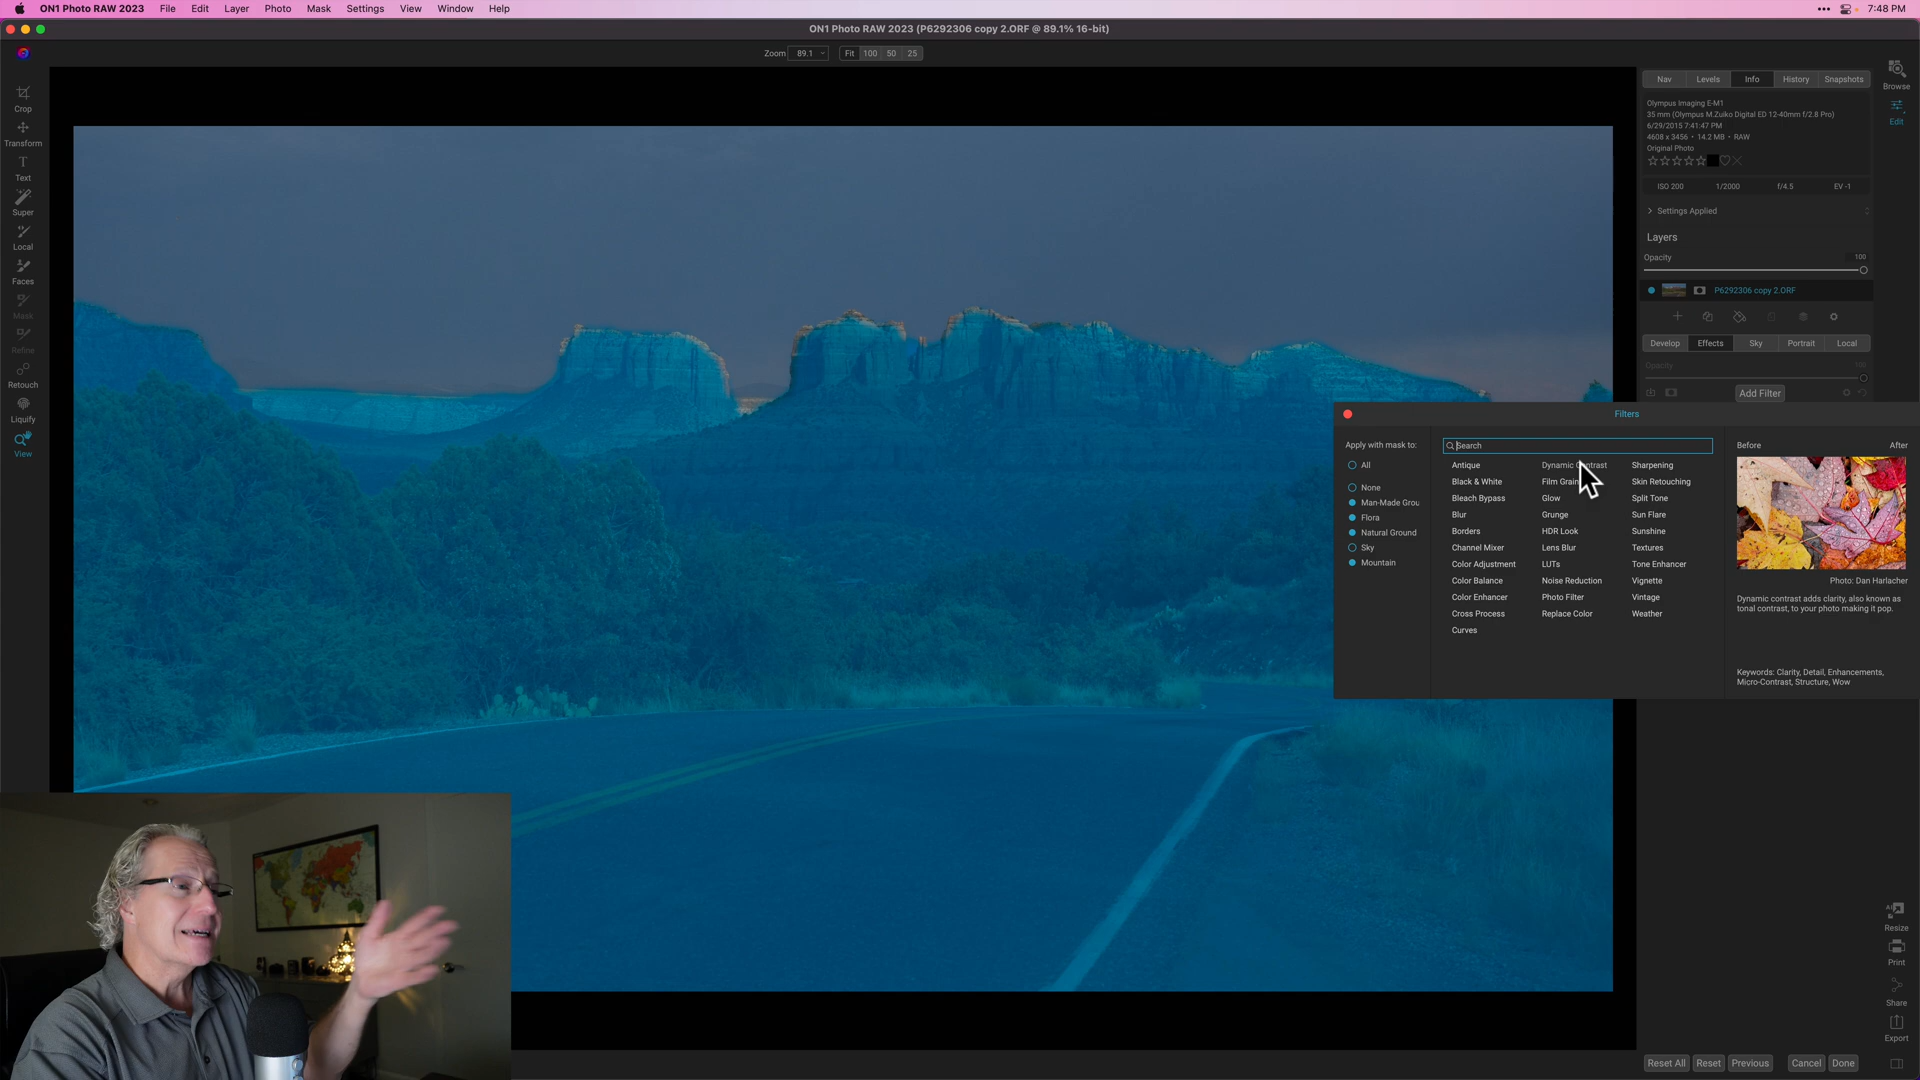 ON1 Photo RAW 2023 File Edit Layer Photo Mask Settings View Window Help 7:48 PM
ON1 Photo RAW 2023 (P6292306 copy 2.ORF @ 89.1% 16-bit)
Zoom 89.1 Fit 100 50 25
Crop
Transform
Text
Super
Local
Faces
Mask
Refine
Retouch
Liquify
View
Nav Levels Info History Snapshots
Browse
Edit
Olympus Imaging E-M1
35 mm (Olympus M.Zuiko Digital ED 12-40mm f/2.8 Pro)
6/29/2015 7:41:47 PM
4608 x 3456 • 14.2 MB • RAW
Original Photo
ISO 200 1/2000 f/4.5 EV -1
Settings Applied
Layers
Opacity 100
P6292306 copy 2.ORF
Develop Effects Sky Portrait Local
Opacity 100
Add Filter
Filters
Apply with mask to:
All
None
Man-Made Grou
Flora
Natural Ground
Sky
Mountain
Search
Antique
Black & White
Bleach Bypass
Blur
Borders
Channel Mixer
Color Adjustment
Color Balance
Color Enhancer
Cross Process
Curves
Dynamic Contrast
Film Grain
Glow
Grunge
HDR Look
Lens Blur
LUTs
Noise Reduction
Photo Filter
Replace Color
Sharpening
Skin Retouching
Split Tone
Sun Flare
Sunshine
Textures
Tone Enhancer
Vignette
Vintage
Weather
Before After
Photo: Dan Harlacher
Dynamic contrast adds clarity, also known as
tonal contrast, to your photo making it pop.
Keywords: Clarity, Detail, Enhancements,
Micro-Contrast, Structure, Wow
Resize
Print
Share
Export
Reset All Reset Previous Cancel Done